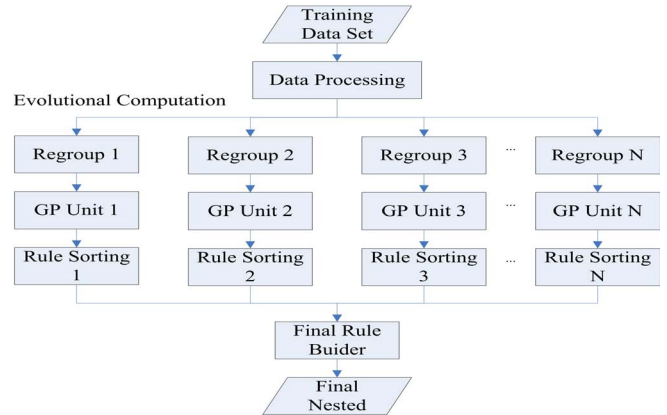 Training
Data Set
Data Processing
Evolutional Computation
Regroup 1
Regroup 2
Regroup 3
...
Regroup N
GP Unit 1
GP Unit 2
GP Unit 3
...
GP Unit N
Rule Sorting
1
Rule Sorting
2
Rule Sorting
3
...
Rule Sorting
N
Final Rule
Buider
Final
Nested